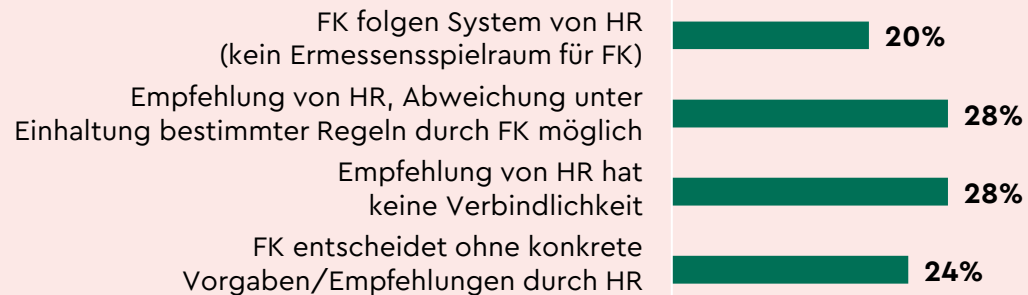 FK folgen System von HR
(kein Ermessensspielraum für FK)
20%
Empfehlung von HR, Abweichung unter
Einhaltung bestimmter Regeln durch FK möglich
28%
Empfehlung von HR hat
keine Verbindlichkeit
28%
FK entscheidet ohne konkrete
Vorgaben/Empfehlungen durch HR
24%